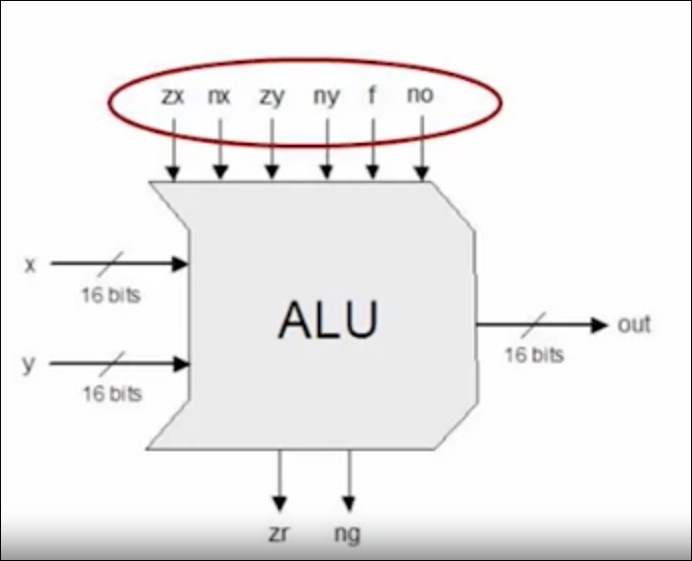 zx nx zy ny f no
x
16 bits
ALU
out
16 bits
y
16 bits
zr ng